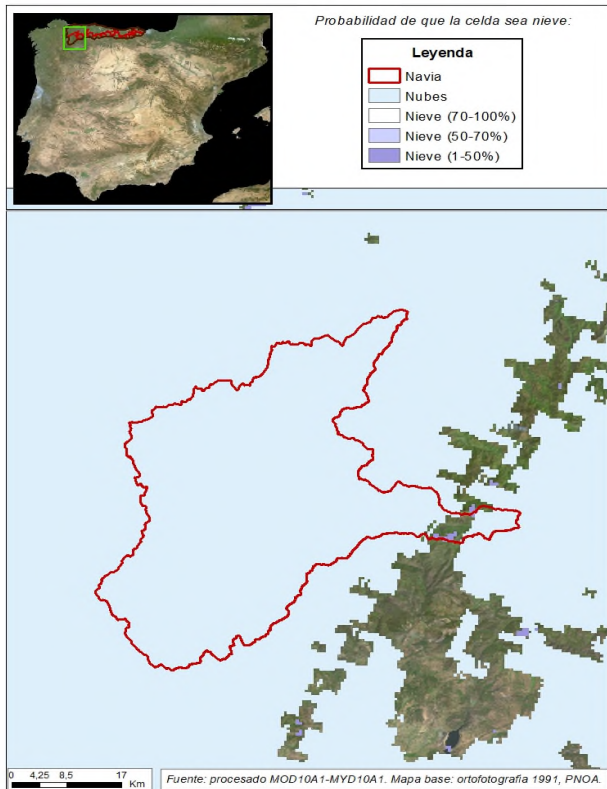 Probabilidad de que la celda sea nieve:
Leyenda
Navia
Nubes
Nieve (70-100%)
Nieve (50-70%)
Nieve (1-50%)
0 4,25 8,5 17
Km
Fuente: procesado MOD10A1-MYD10A1. Mapa base: ortofotografia 1991, PNOA.